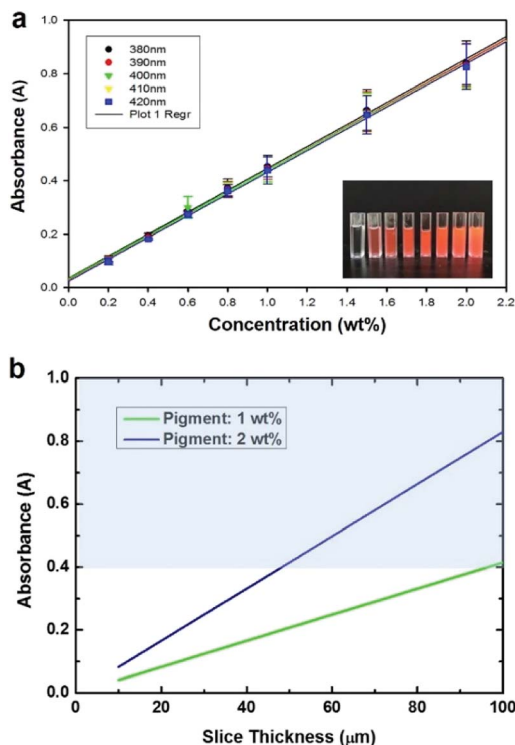 a
1.0
0.8
0.6
0.4
0.2
0.0
Absorbance (A)
380nm
390nm
400nm
410nm
420nm
Plot 1 Regr
0.0 0.2 0.4 0.6 0.8 1.0 1.2 1.4 1.6 1.8 2.0 2.2
Concentration (wt%)
b
1.0
0.8
0.6
0.4
0.2
0.0
Absorbance (A)
Pigment: 1 wt%
Pigment: 2 wt%
0 20 40 60 80 100
Slice Thickness (μm)